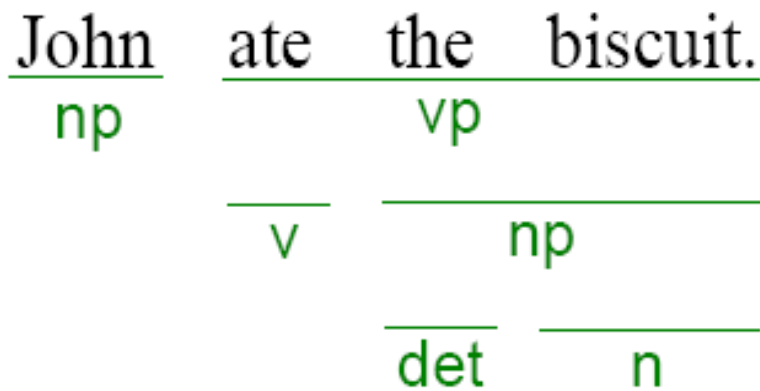 John ate the biscuit.
np vp
v np
det n